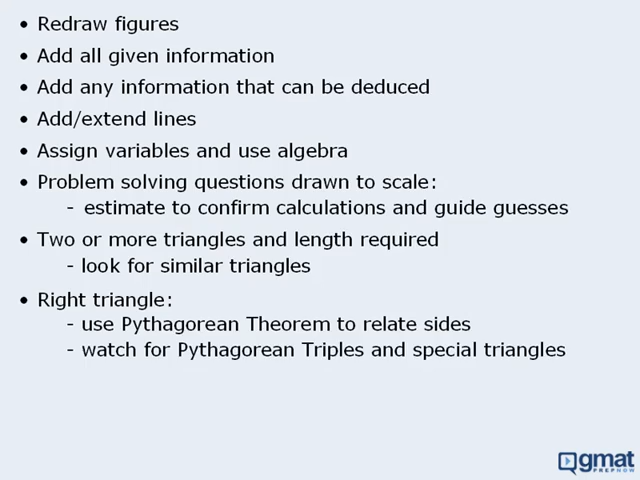 • Redraw figures
• Add all given information
• Add any information that can be deduced
• Add/extend lines
• Assign variables and use algebra
• Problem solving questions drawn to scale:
- estimate to confirm calculations and guide guesses
• Two or more triangles and length required
- look for similar triangles
• Right triangle:
- use Pythagorean Theorem to relate sides
- watch for Pythagorean Triples and special triangles
gmat
PREPNOW